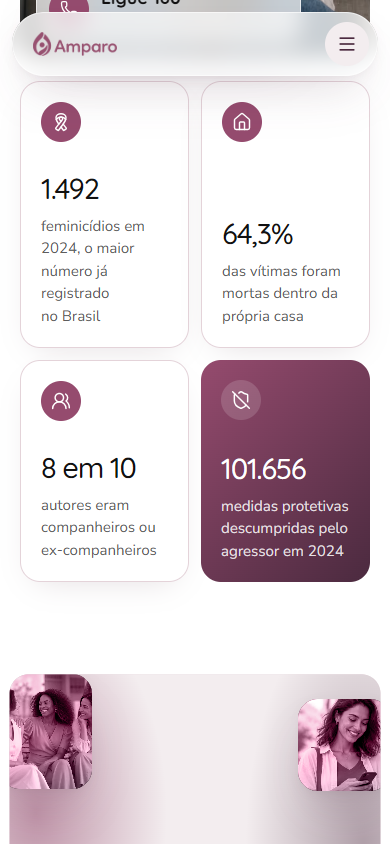 Ligue 180
Amparo
1.492
feminicídios em
2024, o maior
número já
registrado
no Brasil
64,3%
das vítimas foram
mortas dentro da
própria casa
8 em 10
autores eram
companheiros ou
ex-companheiros
101.656
medidas protetivas
descumpridas pelo
agressor em 2024